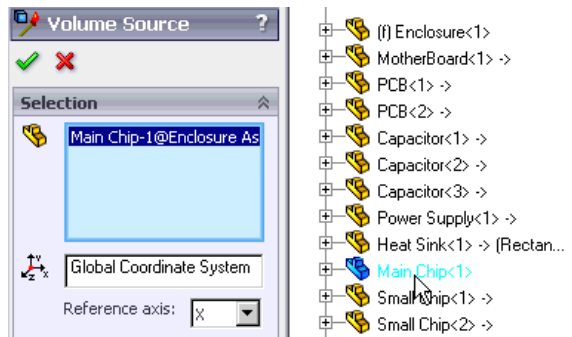 Volume Source ?
Selection
Main Chip-1@Enclosure As
Global Coordinate System
Reference axis: X
(f) Enclosure<1>
MotherBoard<1> ->
PCB<1> ->
PCB<2> ->
Capacitor<1> ->
Capacitor<2> ->
Capacitor<3> ->
Power Supply<1> ->
Heat Sink<1> -> (Rectan...
Main Chip<1>
Small Chip<1> ->
Small Chip<2> ->